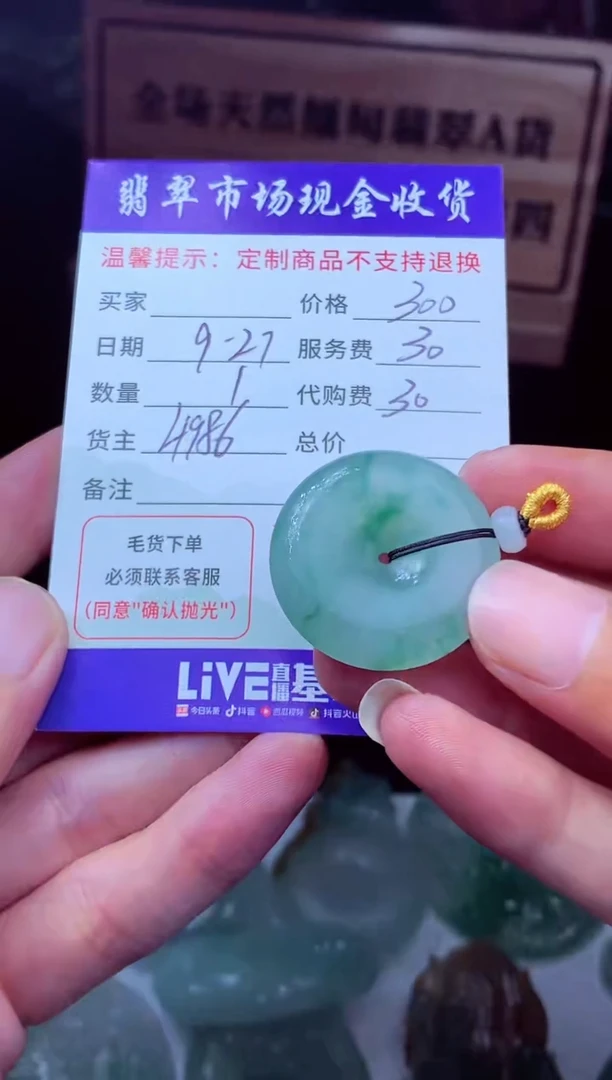 全场天然缅甸翡翠A货
四
翡翠市场现金收货
温馨提示：定制商品不支持退换
买家 价格 300
日期 9-27 服务费 30
数量 1 代购费 30
货主 4986 总价
备注
毛货下单
必须联系客服
（同意"确认抛光"）
LiVE直播基
今日头条 抖音 西瓜视频 抖音火山